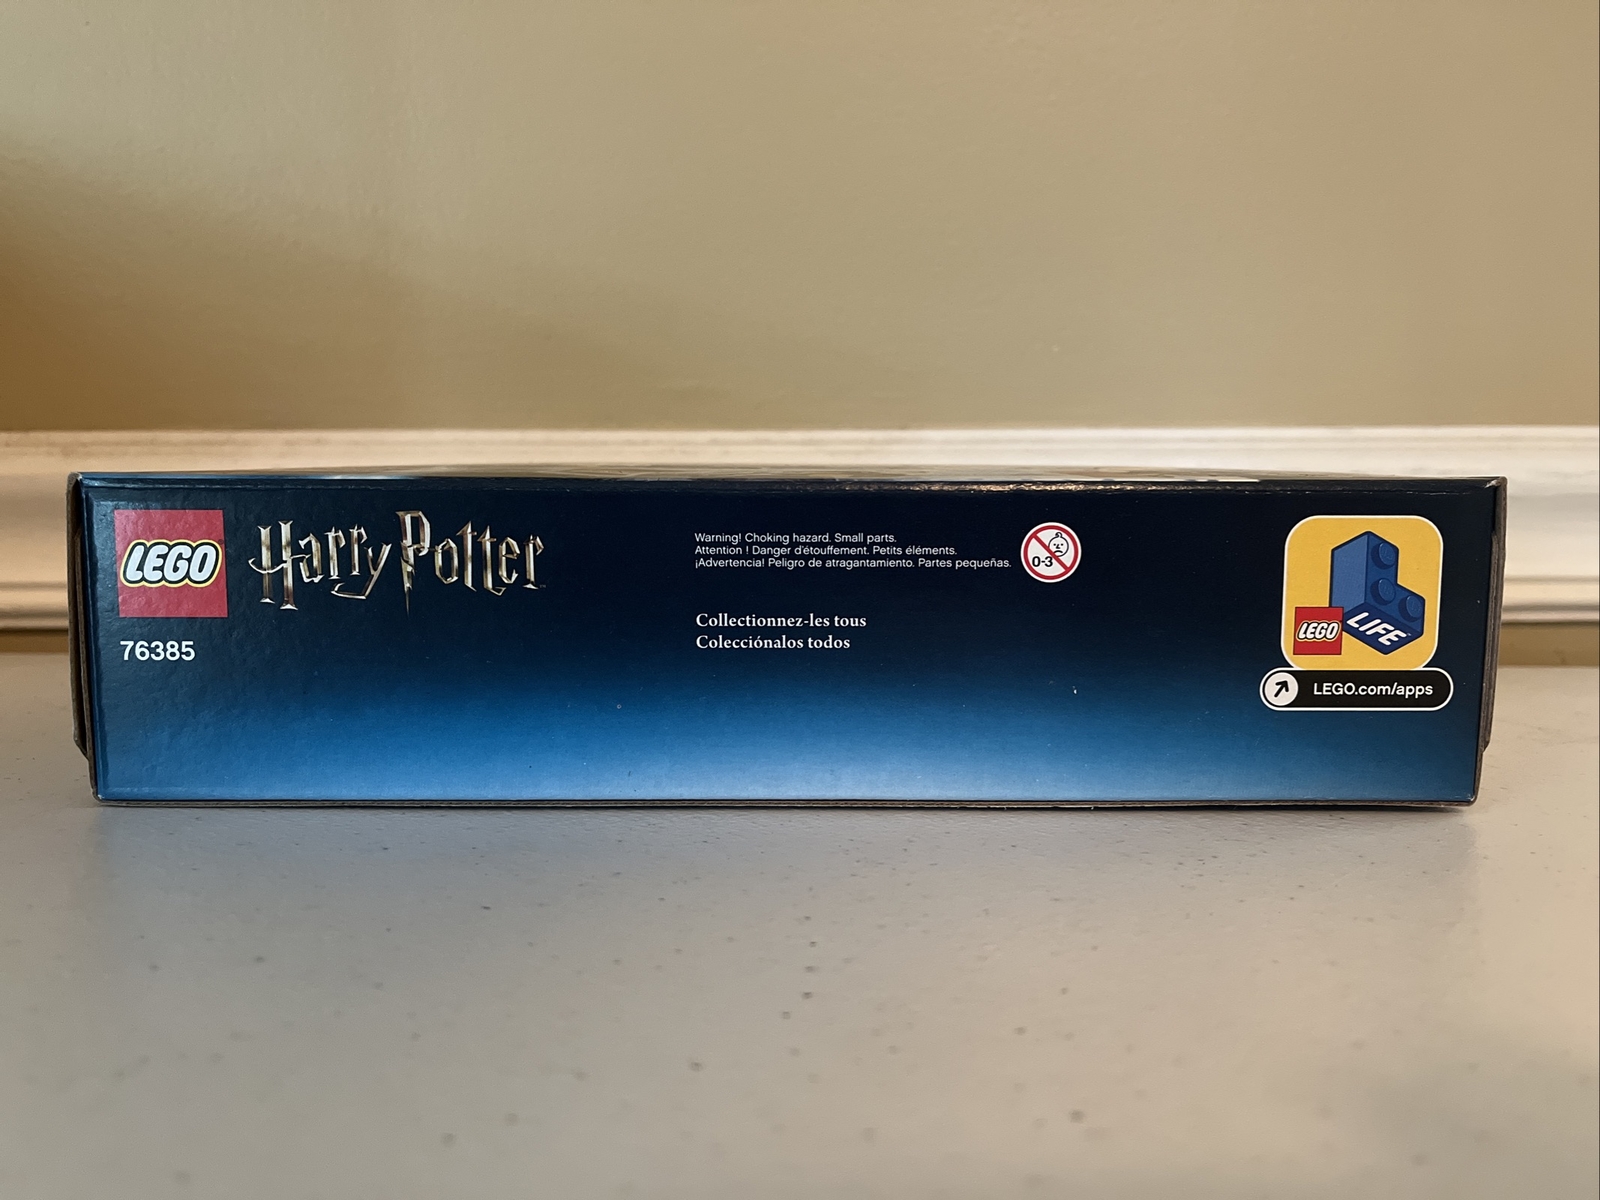 LEGO
Harry Potter
76385
Warning! Choking hazard. Small parts.
Attention ! Danger d'étouffement. Petits éléments.
¡Advertencia! Peligro de atragantamiento. Partes pequeñas.
0-3
Collectionnez-les tous
Colecciónalos todos
LEGO
LIFE
LEGO.com/apps